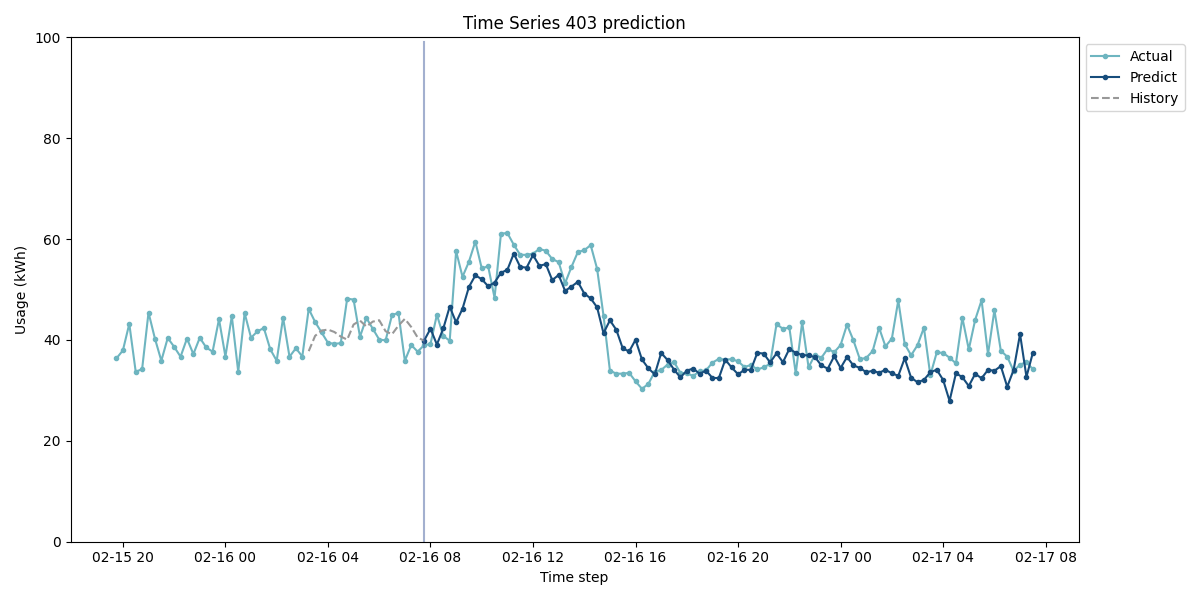 Time Series 403 prediction
100
80
60
40
20
0
Usage (kWh)
02-15 20
02-16 00
02-16 04
02-16 08
02-16 12
02-16 16
02-16 20
02-17 00
02-17 04
02-17 08
Time step
Actual
Predict
History